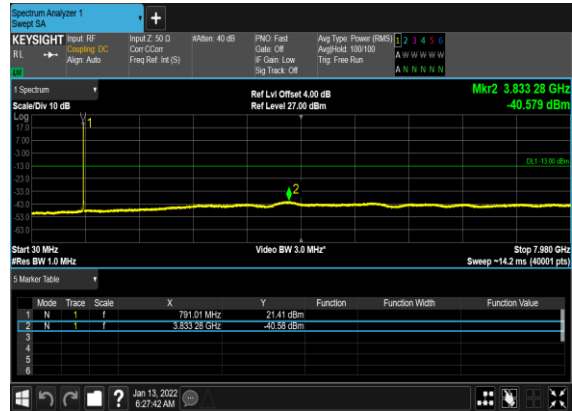 Spectrum Analyzer 1
Swept SA
KEYSIGHT Input: RF Input Z: 50 Ω #Atten: 40 dB PNO: Fast Avg Type: Power (RMS) 1 2 3 4 5 6
RL Coupling: DC Corr CCorr Gate: Off Avg|Hold: 100/100 A W W W W W
Align: Auto Freq Ref: Int (S) IF Gain: Low Trig: Free Run
Sig Track: Off A N N N N N
1 Spectrum Ref Lvl Offset 4.00 dB Mkr2 3.833 28 GHz
Scale/Div 10 dB Ref Level 27.00 dBm -40.579 dBm
Log
17.0 1
7.00
-3.00
-13.0 DL1 -13.00 dBm
-23.0
-33.0 2
-43.0
-53.0
-63.0
Start 30 MHz Video BW 3.0 MHz* Stop 7.980 GHz
#Res BW 1.0 MHz Sweep ~14.2 ms (40001 pts)
5 Marker Table
Mode Trace Scale X Y Function Function Width Function Value
1 N 1 f 791.01 MHz 21.41 dBm
2 N 1 f 3.833 28 GHz -40.58 dBm
3
4
5
6
Jan 13, 2022
6:27:42 AM